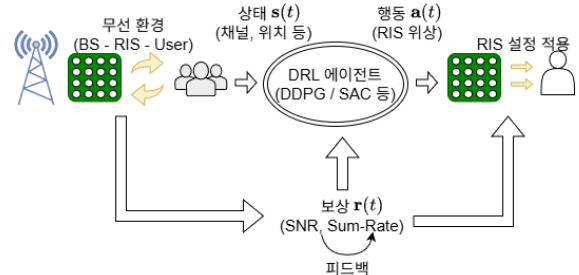 무선 환경
(BS - RIS - User)
상태 s(t)
(채널, 위치 등)
행동 a(t)
(RIS 위상)
DRL 에이전트
(DDPG / SAC 등)
RIS 설정 적용
보상 r(t)
(SNR, Sum-Rate)
피드백